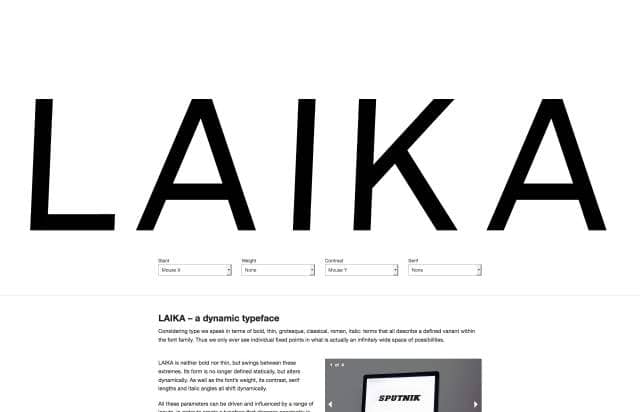 LAIKA
Slant Weight Contrast Serif
Mouse X None Mouse Y None
LAIKA – a dynamic typeface
Considering type we speak in terms of bold, thin, grotesque, classical, roman, italic: terms that all describe a defined variant within
the font family. Thus we only ever see individual fixed points in what is actually an infinitely wide space of possibilities.
LAIKA is neither bold nor thin, but swings between these
extremes. Its form is no longer defined statically, but alters
dynamically. As well as the font's weight, its contrast, serif
lengths and italic angles all shift dynamically.
All these parameters can be driven and influenced by a range of
inputs, in order to create a typeface that changes
1 of 4
SPUTNIK